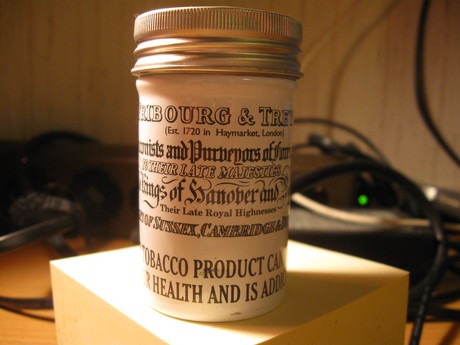 RIBOURG & TRE
(Est. 1720 in Haymarket, London)
onists and Purveyors of
TO THEIR LATE MAJESTIES
Kings of Hanover and
Their Late Royal Highnesses
OF SUSSEX, CAMBRIDGE &
TOBACCO PRODUCT CAN
R HEALTH AND IS ADDI